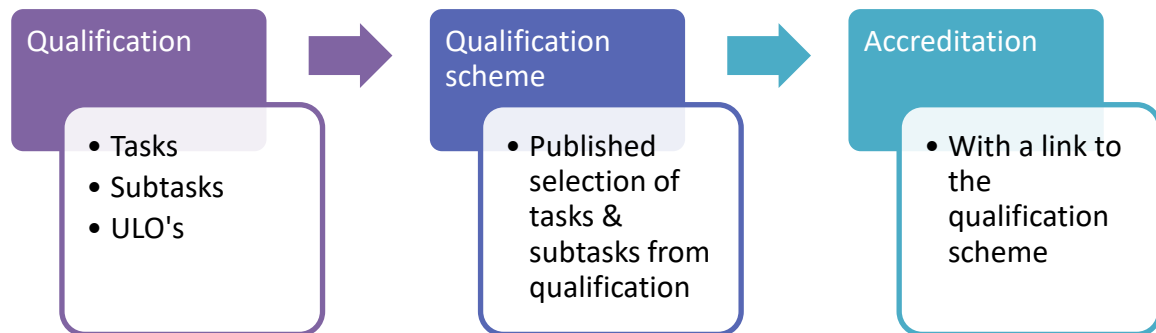 Qualification
• Tasks
• Subtasks
• ULO's
Qualification
scheme
• Published
selection of
tasks &
subtasks from
qualification
Accreditation
• With a link to
the
qualification
scheme